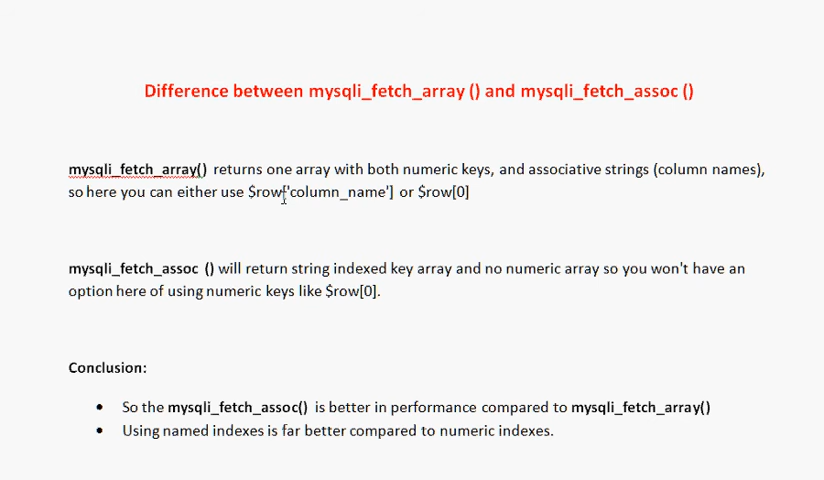 Difference between mysqli_fetch_array () and mysqli_fetch_assoc ()
mysqli_fetch_array() returns one array with both numeric keys, and associative strings (column names),
so here you can either use $row['column_name'] or $row[0]
mysqli_fetch_assoc () will return string indexed key array and no numeric array so you won't have an
option here of using numeric keys like $row[0].
Conclusion:
• So the mysqli_fetch_assoc() is better in performance compared to mysqli_fetch_array()
• Using named indexes is far better compared to numeric indexes.